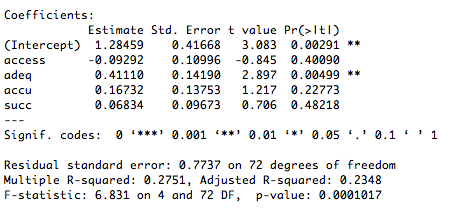 Coefficients:
            Estimate Std. Error t value Pr(>|t|)
(Intercept)  1.28459    0.41668   3.083  0.00291 **
access      -0.09292    0.10996  -0.845  0.40090
adeq         0.41110    0.14190   2.897  0.00499 **
accu         0.16732    0.13753   1.217  0.22773
succ         0.06834    0.09673   0.706  0.48218
---
Signif. codes:  0 ‘***’ 0.001 ‘**’ 0.01 ‘*’ 0.05 ‘.’ 0.1 ‘ ’ 1
Residual standard error: 0.7737 on 72 degrees of freedom
Multiple R-squared: 0.2751, Adjusted R-squared: 0.2348
F-statistic: 6.831 on 4 and 72 DF,  p-value: 0.0001017